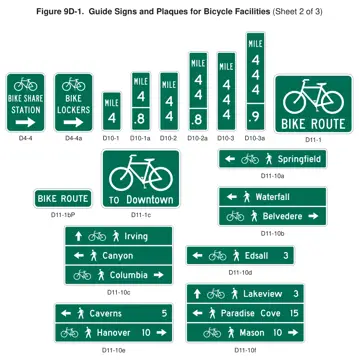 Figure 9D-1. Guide Signs and Plaques for Bicycle Facilities (Sheet 2 of 3)
BIKE SHARE
STATION
D4-4
BIKE
LOCKERS
D4-4a
MILE
4
D10-1
MILE
4
.8
D10-1a
MILE
4
4
D10-2
MILE
4
4
.8
D10-2a
MILE
4
4
4
D10-3
MILE
4
4
4
.9
D10-3a
BIKE ROUTE
D11-1
BIKE ROUTE
D11-1bP
TO Downtown
D11-1c
Springfield
D11-10a
Waterfall
Belvedere
D11-10b
Irving
Canyon
Columbia
D11-10c
Edsall 3
D11-10d
Caverns 5
Hanover 10
D11-10e
Lakeview 3
Paradise Cove 15
Mason 10
D11-10f